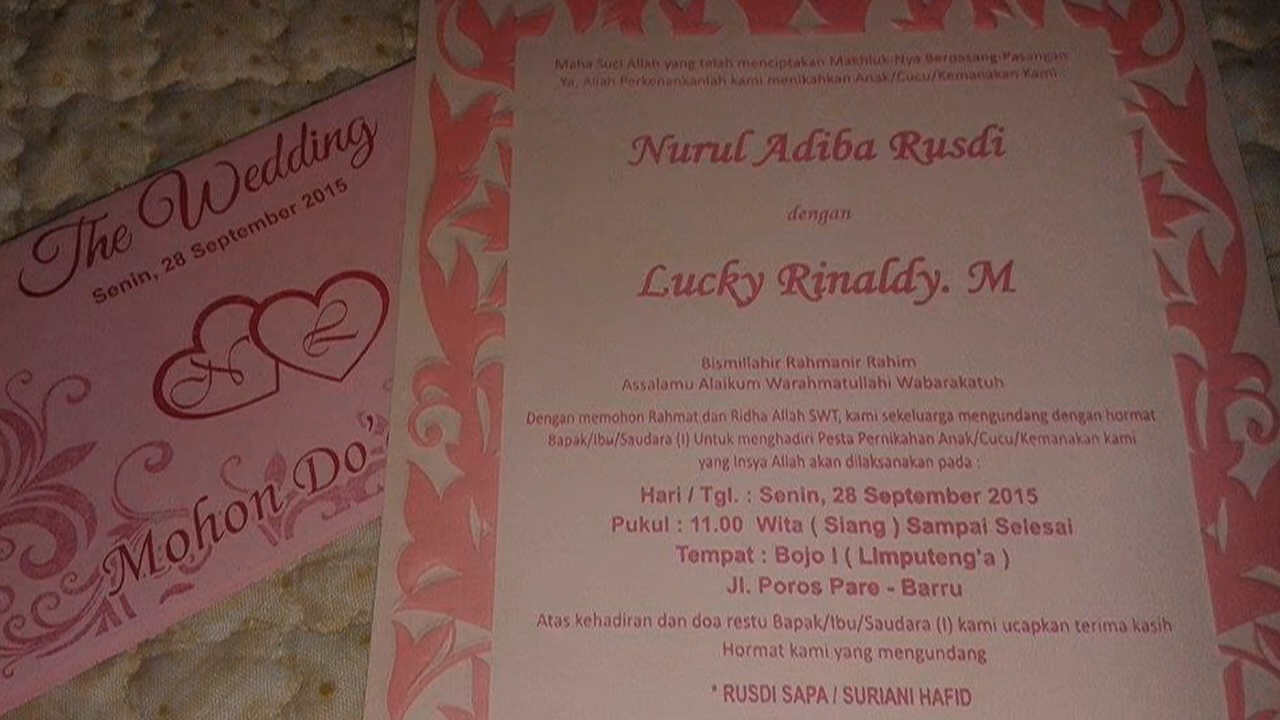 The Wedding
Senin, 28 September 2015
N L
Mohon Do'
Maha Suci Allah yang telah menciptakan Makhluk-Nya Berpasang-Pasangan
Ya, Allah Perkenankanlah kami menikahkan Anak/Cucu/Kemanakan Kami
Nurul Adiba Rusdi
dengan
Lucky Rinaldy. M
Bismillahir Rahmanir Rahim
Assalamu Alaikum Warahmatullahi Wabarakatuh
Dengan memohon Rahmat dan Ridha Allah SWT, kami sekeluarga mengundang dengan hormat
Bapak/Ibu/Saudara (I) Untuk menghadiri Pesta Pernikahan Anak/Cucu/Kemanakan kami
yang Insya Allah akan dilaksanakan pada :
Hari / Tgl. : Senin, 28 September 2015
Pukul : 11.00 Wita ( Siang ) Sampai Selesai
Tempat : Bojo I ( LImputeng'a )
Jl. Poros Pare - Barru
Atas kehadiran dan doa restu Bapak/Ibu/Saudara (I) kami ucapkan terima kasih
Hormat kami yang mengundang
* RUSDI SAPA / SURIANI HAFID